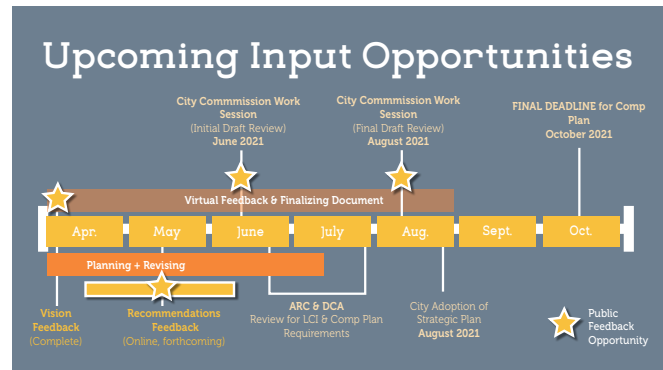 Upcoming Input Opportunities
City Commmission Work
Session
(Initial Draft Review)
June 2021
City Commmission Work
Session
(Final Draft Review)
August 2021
FINAL DEADLINE for Comp
Plan
October 2021
Virtual Feedback & Finalizing Document
Apr.
May
June
July
Aug.
Sept.
Oct.
Planning + Revising
Vision
Feedback
(Complete)
Recommendations
Feedback
(Online, forthcoming)
ARC & DCA
Review for LCI & Comp Plan
Requirements
City Adoption of
Strategic Plan
August 2021
Public
Feedback
Opportunity